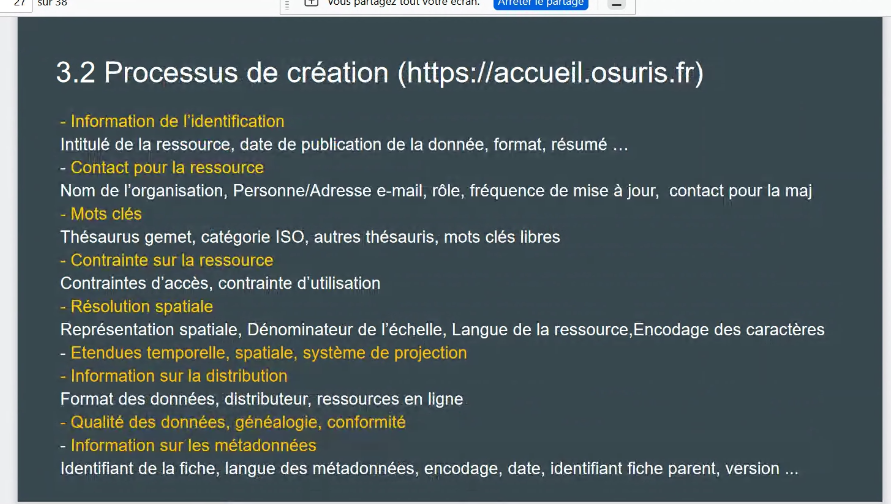 27 sur 38
Vous partagez tout votre écran. Arrêter le partage
3.2 Processus de création (https://accueil.osuris.fr)
- Information de l'identification
Intitulé de la ressource, date de publication de la donnée, format, résumé …
- Contact pour la ressource
Nom de l'organisation, Personne/Adresse e-mail, rôle, fréquence de mise à jour, contact pour la maj
- Mots clés
Thésaurus gemet, catégorie ISO, autres thésauris, mots clés libres
- Contrainte sur la ressource
Contraintes d'accès, contrainte d'utilisation
- Résolution spatiale
Représentation spatiale, Dénominateur de l'échelle, Langue de la ressource,Encodage des caractères
- Etendues temporelle, spatiale, système de projection
- Information sur la distribution
Format des données, distributeur, ressources en ligne
- Qualité des données, généalogie, conformité
- Information sur les métadonnées
Identifiant de la fiche, langue des métadonnées, encodage, date, identifiant fiche parent, version ...